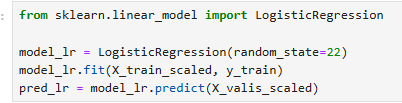 :
from sklearn.linear_model import LogisticRegression
model_lr = LogisticRegression(random_state=22)
model_lr.fit(X_train_scaled, y_train)
pred_lr = model_lr.predict(X_valis_scaled)